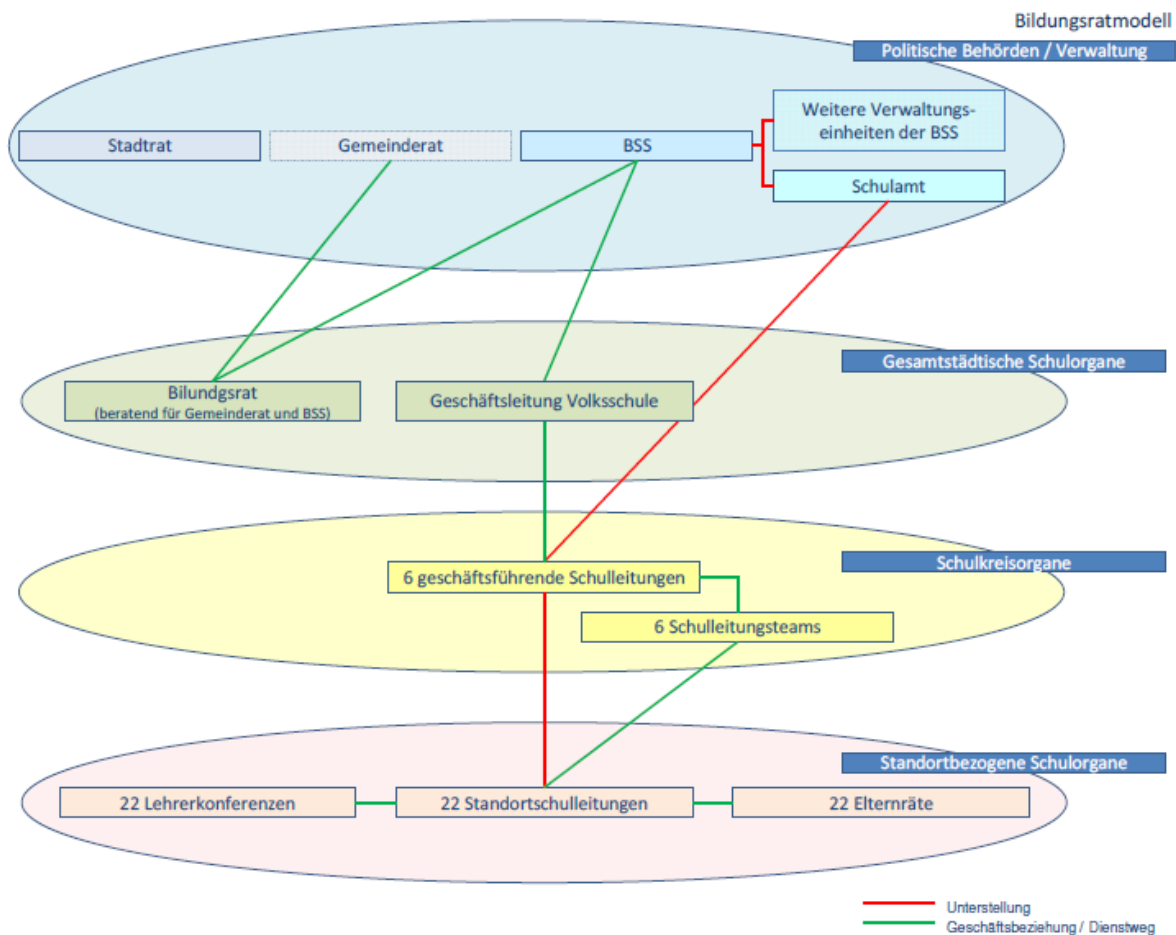 Bildungsratmodell
Politische Behörden / Verwaltung
Weitere Verwaltungs-
einheiten der BSS
Stadtrat
Gemeinderat
BSS
Schulamt
Gesamtstädtische Schulorgane
Bilundgsrat
(beratend für Gemeinderat und BSS)
Geschäftsleitung Volksschule
Schulkreisorgane
6 geschäftsführende Schulleitungen
6 Schulleitungsteams
Standortbezogene Schulorgane
22 Lehrerkonferenzen
22 Standortschulleitungen
22 Elternräte
Unterstellung
Geschäftsbeziehung / Dienstweg